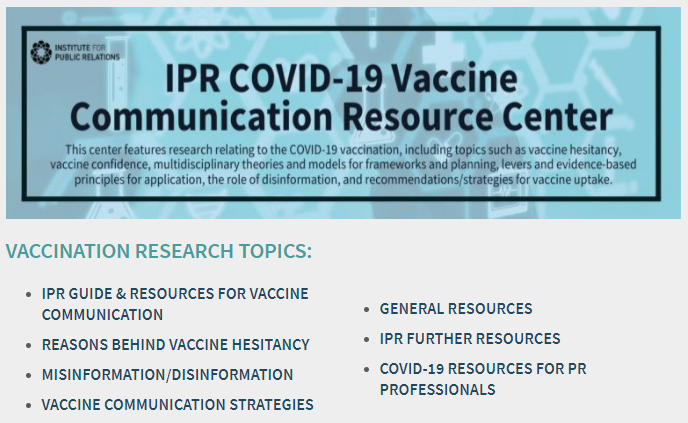 INSTITUTE FOR
PUBLIC RELATIONS
IPR COVID-19 Vaccine
Communication Resource Center
This center features research relating to the COVID-19 vaccination, including topics such as vaccine hesitancy,
vaccine confidence, multidisciplinary theories and models for frameworks and planning, levers and evidence-based
principles for application, the role of disinformation, and recommendations/strategies for vaccine uptake.
VACCINATION RESEARCH TOPICS:
• IPR GUIDE & RESOURCES FOR VACCINE
COMMUNICATION
• REASONS BEHIND VACCINE HESITANCY
• MISINFORMATION/DISINFORMATION
• VACCINE COMMUNICATION STRATEGIES
• GENERAL RESOURCES
• IPR FURTHER RESOURCES
• COVID-19 RESOURCES FOR PR
PROFESSIONALS